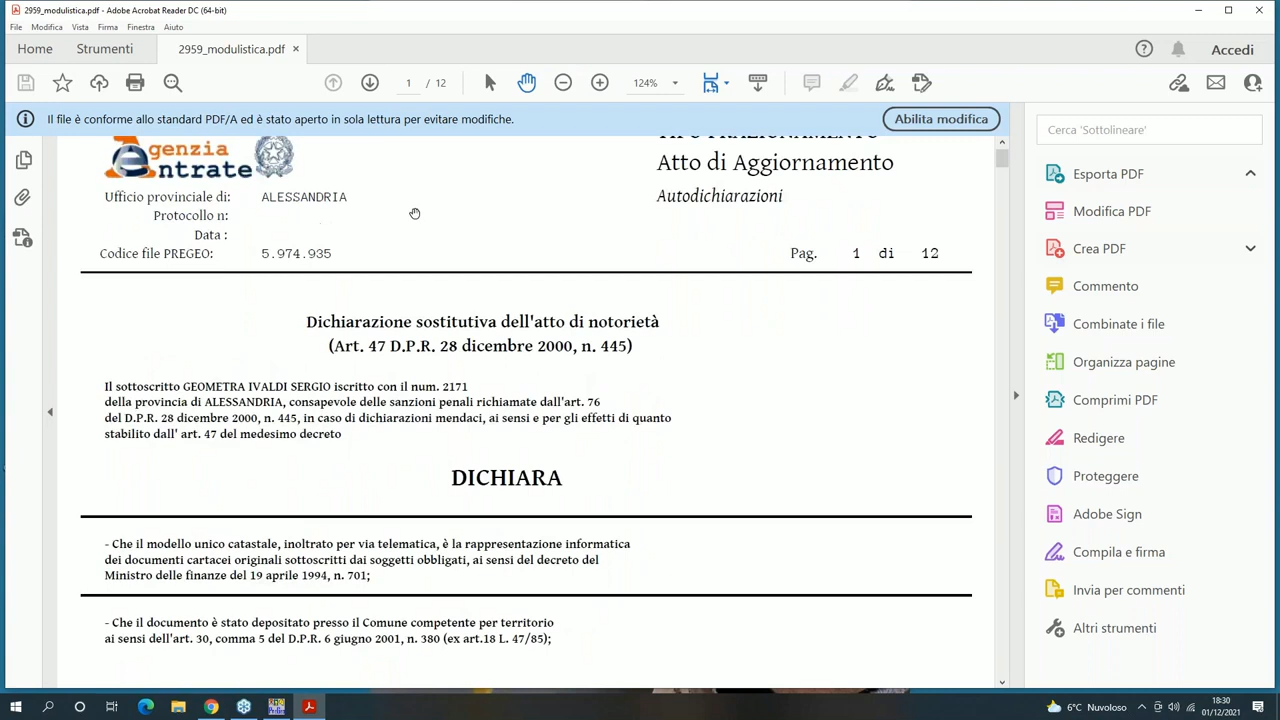 2959_modulistica.pdf - Adobe Acrobat Reader DC (64-bit)
File Modifica Vista Firma Finestra Aiuto
Home Strumenti 2959_modulistica.pdf × Accedi
1 / 12 124%
Il file è conforme allo standard PDF/A ed è stato aperto in sola lettura per evitare modifiche. Abilita modifica
genzia
ntrate
TIPO FRAZIONAMENTO
Atto di Aggiornamento
Autodichiarazioni
Ufficio provinciale di: ALESSANDRIA
Protocollo n:
Data :
Codice file PREGEO: 5.974.935
Pag. 1 di 12
Dichiarazione sostitutiva dell'atto di notorietà
(Art. 47 D.P.R. 28 dicembre 2000, n. 445)
Il sottoscritto GEOMETRA IVALDI SERGIO iscritto con il num. 2171
della provincia di ALESSANDRIA, consapevole delle sanzioni penali richiamate dall'art. 76
del D.P.R. 28 dicembre 2000, n. 445, in caso di dichiarazioni mendaci, ai sensi e per gli effetti di quanto
stabilito dall' art. 47 del medesimo decreto
DICHIARA
- Che il modello unico catastale, inoltrato per via telematica, è la rappresentazione informatica
dei documenti cartacei originali sottoscritti dai soggetti obbligati, ai sensi del decreto del
Ministro delle finanze del 19 aprile 1994, n. 701;
- Che il documento è stato depositato presso il Comune competente per territorio
ai sensi dell'art. 30, comma 5 del D.P.R. 6 giugno 2001, n. 380 (ex art.18 L. 47/85);
Cerca 'Sottolineare'
Esporta PDF
Modifica PDF
Crea PDF
Commento
Combinate i file
Organizza pagine
Comprimi PDF
Redigere
Proteggere
Adobe Sign
Compila e firma
Invia per commenti
Altri strumenti
6°C Nuvoloso
18:30
01/12/2021